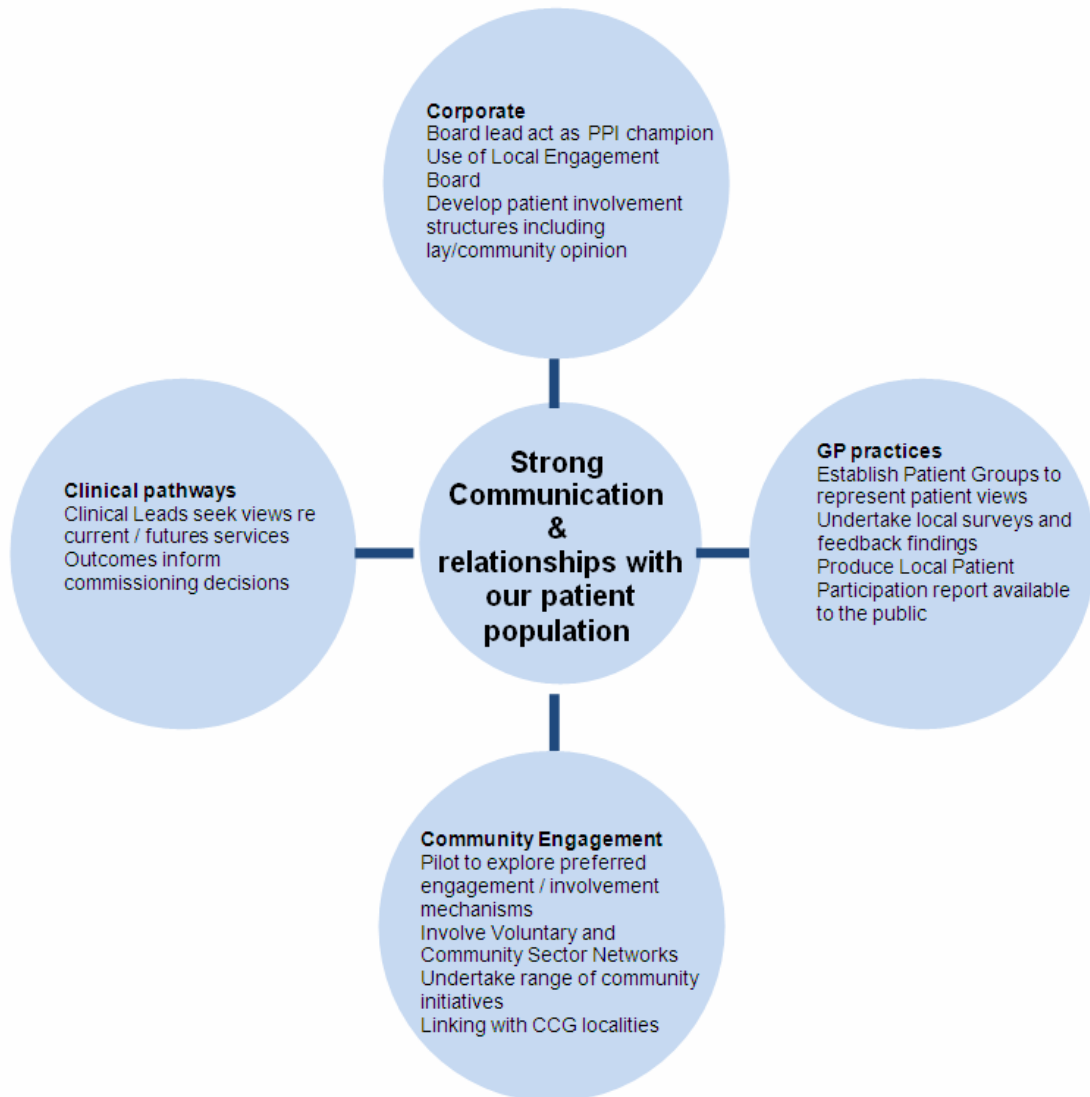 Corporate
Board lead act as PPI champion
Use of Local Engagement
Board
Develop patient involvement
structures including
lay/community opinion
Clinical pathways
Clinical Leads seek views re
current / futures services
Outcomes inform
commissioning decisions
Strong
Communication
&
relationships with
our patient
population
GP practices
Establish Patient Groups to
represent patient views
Undertake local surveys and
feedback findings
Produce Local Patient
Participation report available
to the public
Community Engagement
Pilot to explore preferred
engagement / involvement
mechanisms
Involve Voluntary and
Community Sector Networks
Undertake range of community
initiatives
Linking with CCG localities